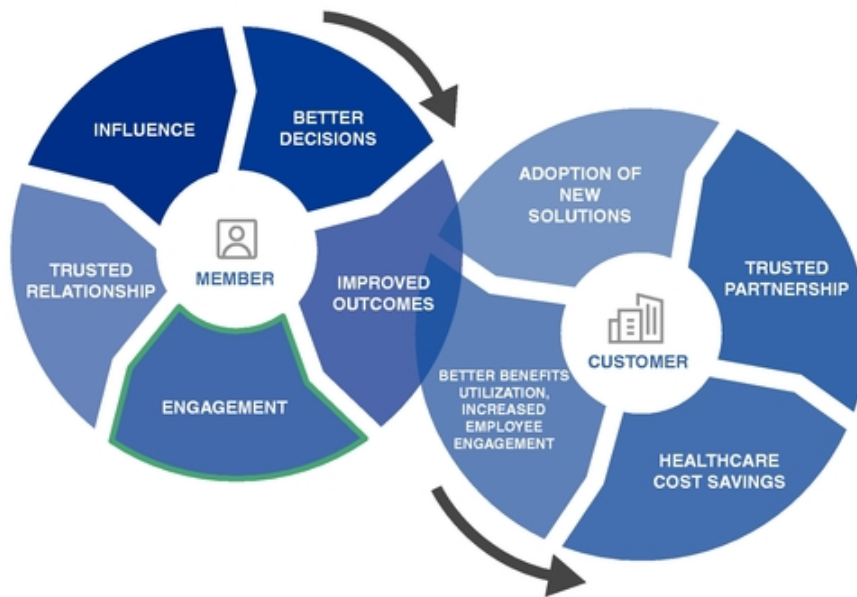 INFLUENCE
BETTER
DECISIONS
TRUSTED
RELATIONSHIP
MEMBER
IMPROVED
OUTCOMES
ENGAGEMENT
ADOPTION OF
NEW
SOLUTIONS
TRUSTED
PARTNERSHIP
CUSTOMER
BETTER BENEFITS
UTILIZATION,
INCREASED
EMPLOYEE
ENGAGEMENT
HEALTHCARE
COST SAVINGS